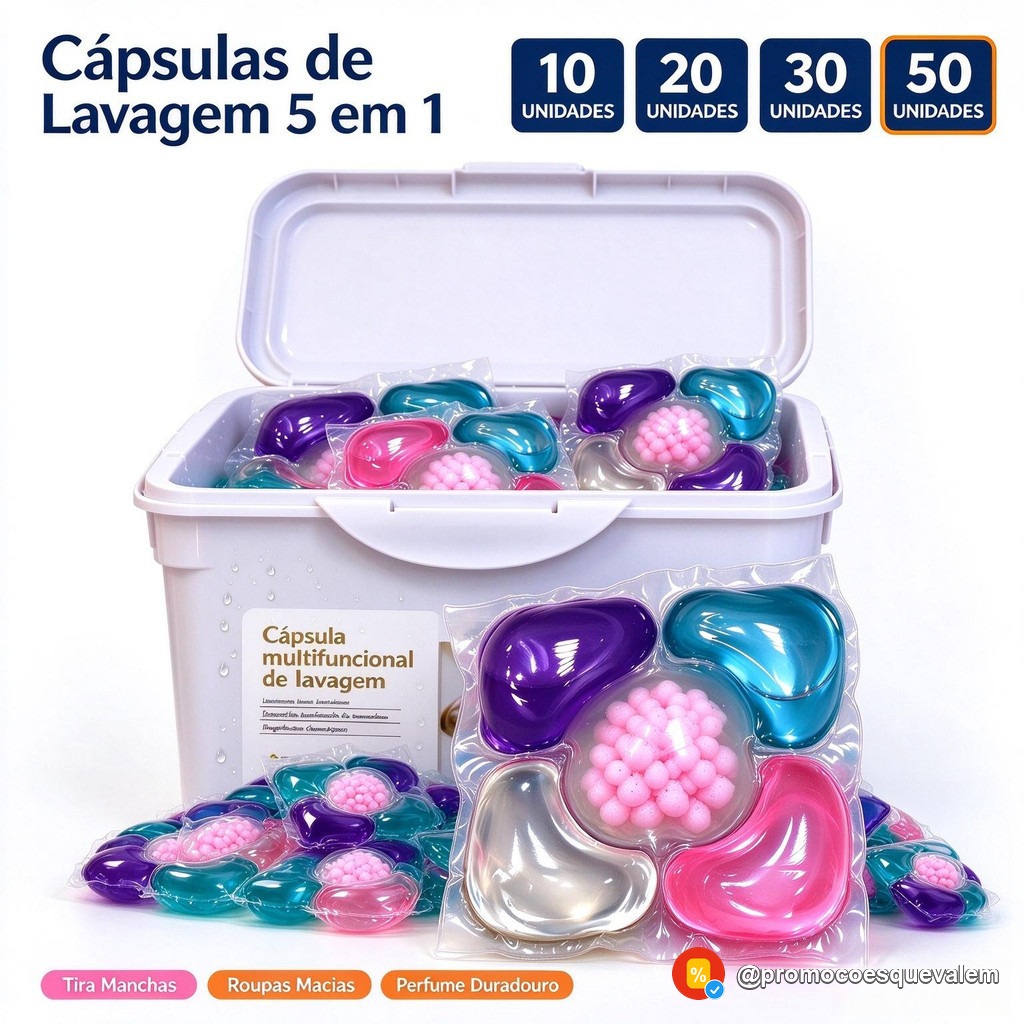 Cápsulas de
Lavagem 5 em 1
10
UNIDADES
20
UNIDADES
30
UNIDADES
50
UNIDADES
Cápsula
multifuncional
de lavagem
Tira Manchas
Roupas Macias
Perfume Duradouro
%
@promocoesquevalem